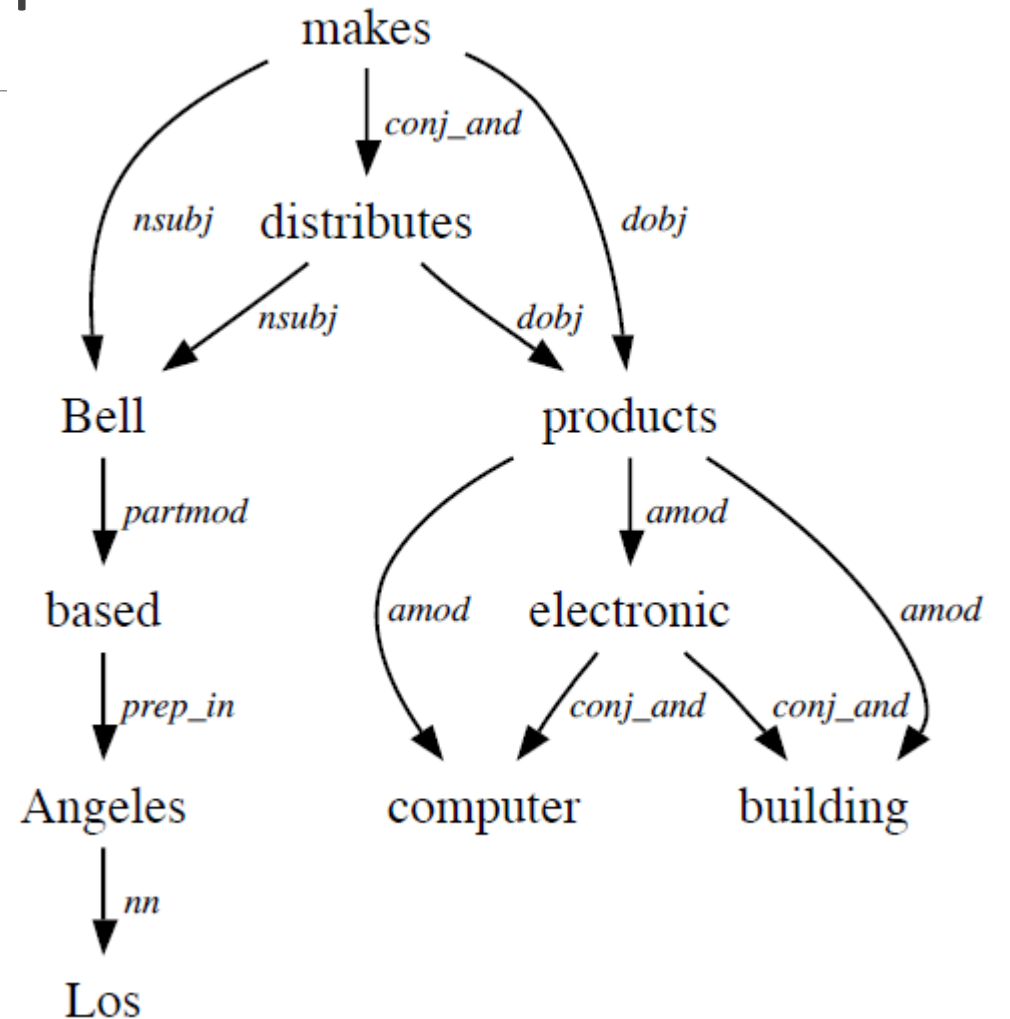 makes
conj_and
nsubj distributes dobj
nsubj dobj
Bell products
partmod amod
based amod electronic amod
prep_in conj_and conj_and
Angeles computer building
nn
Los